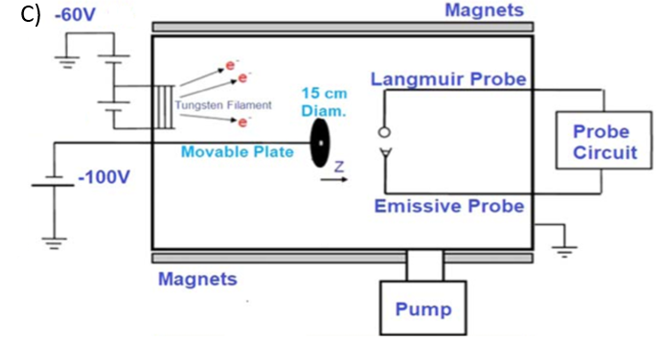 C)
-60V
Magnets
e-
e-
Langmuir Probe
15 cm
Diam.
Tungsten Filament
e-
Probe
Circuit
Movable Plate
Z
-100V
Emissive Probe
Magnets
Pump